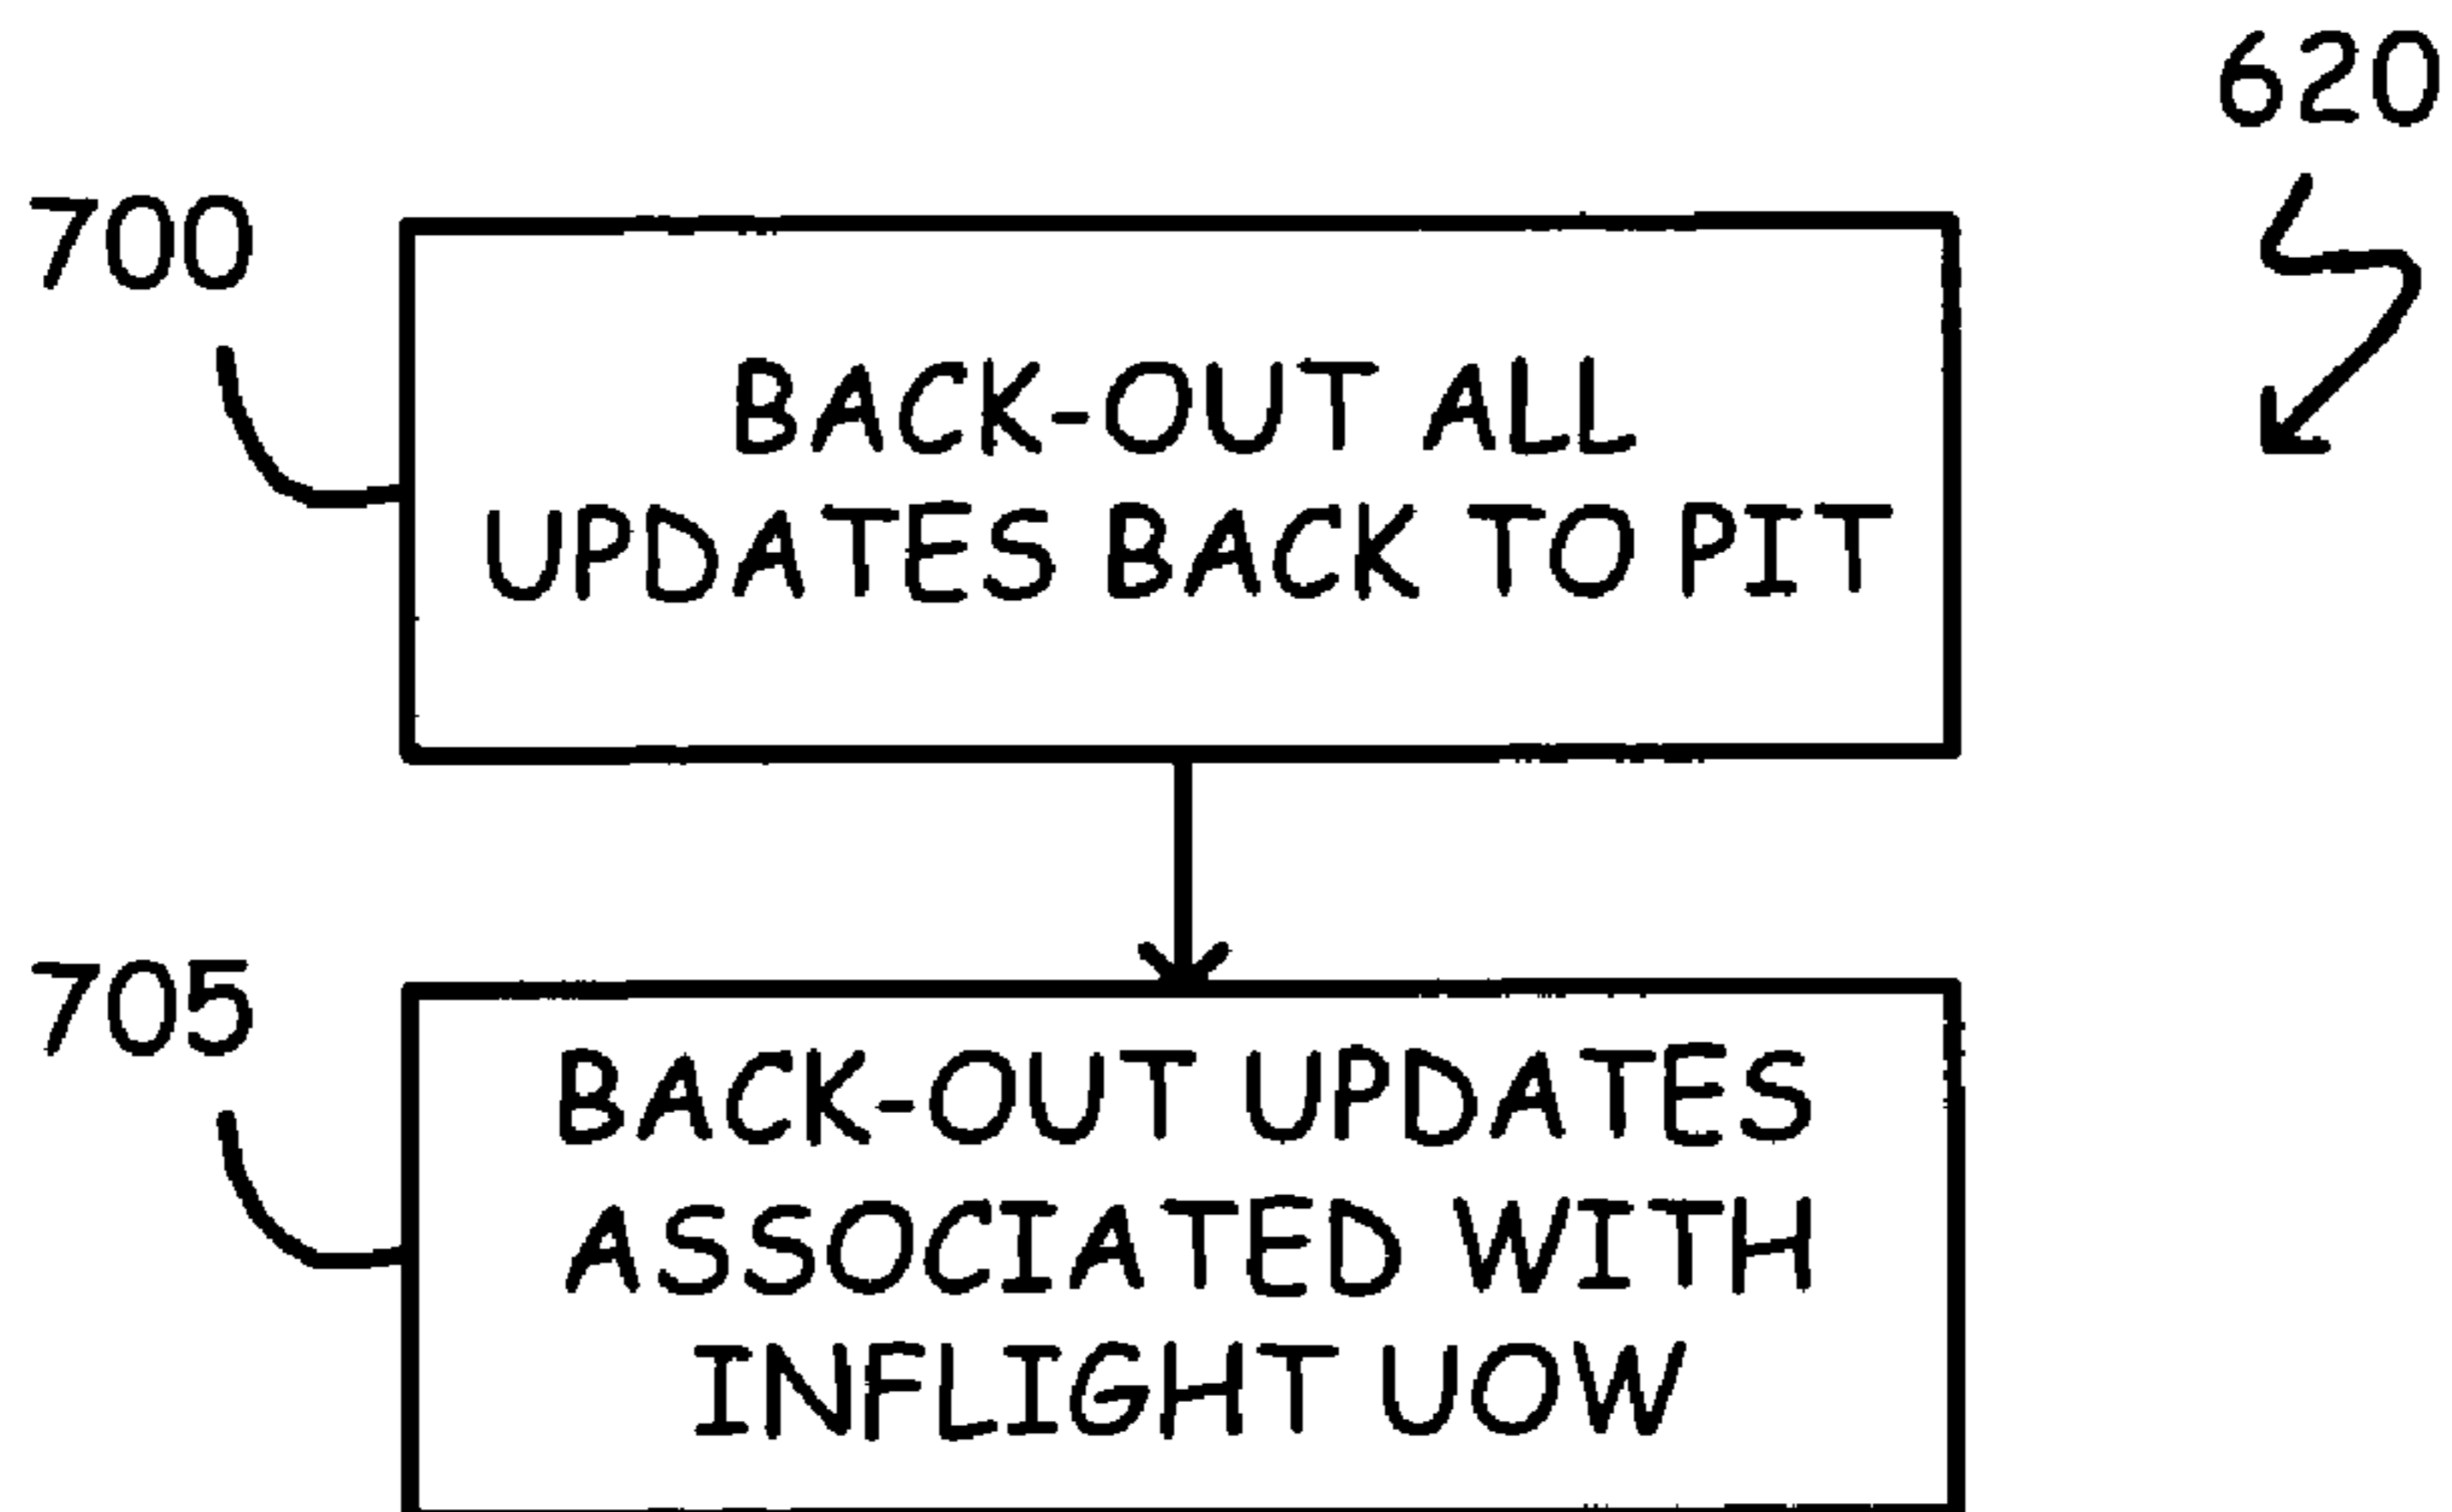 620
700
BACK-OUT ALL
UPDATES BACK TO PIT
705
BACK-OUT UPDATES
ASSOCIATED WITH
INFLIGHT UOW